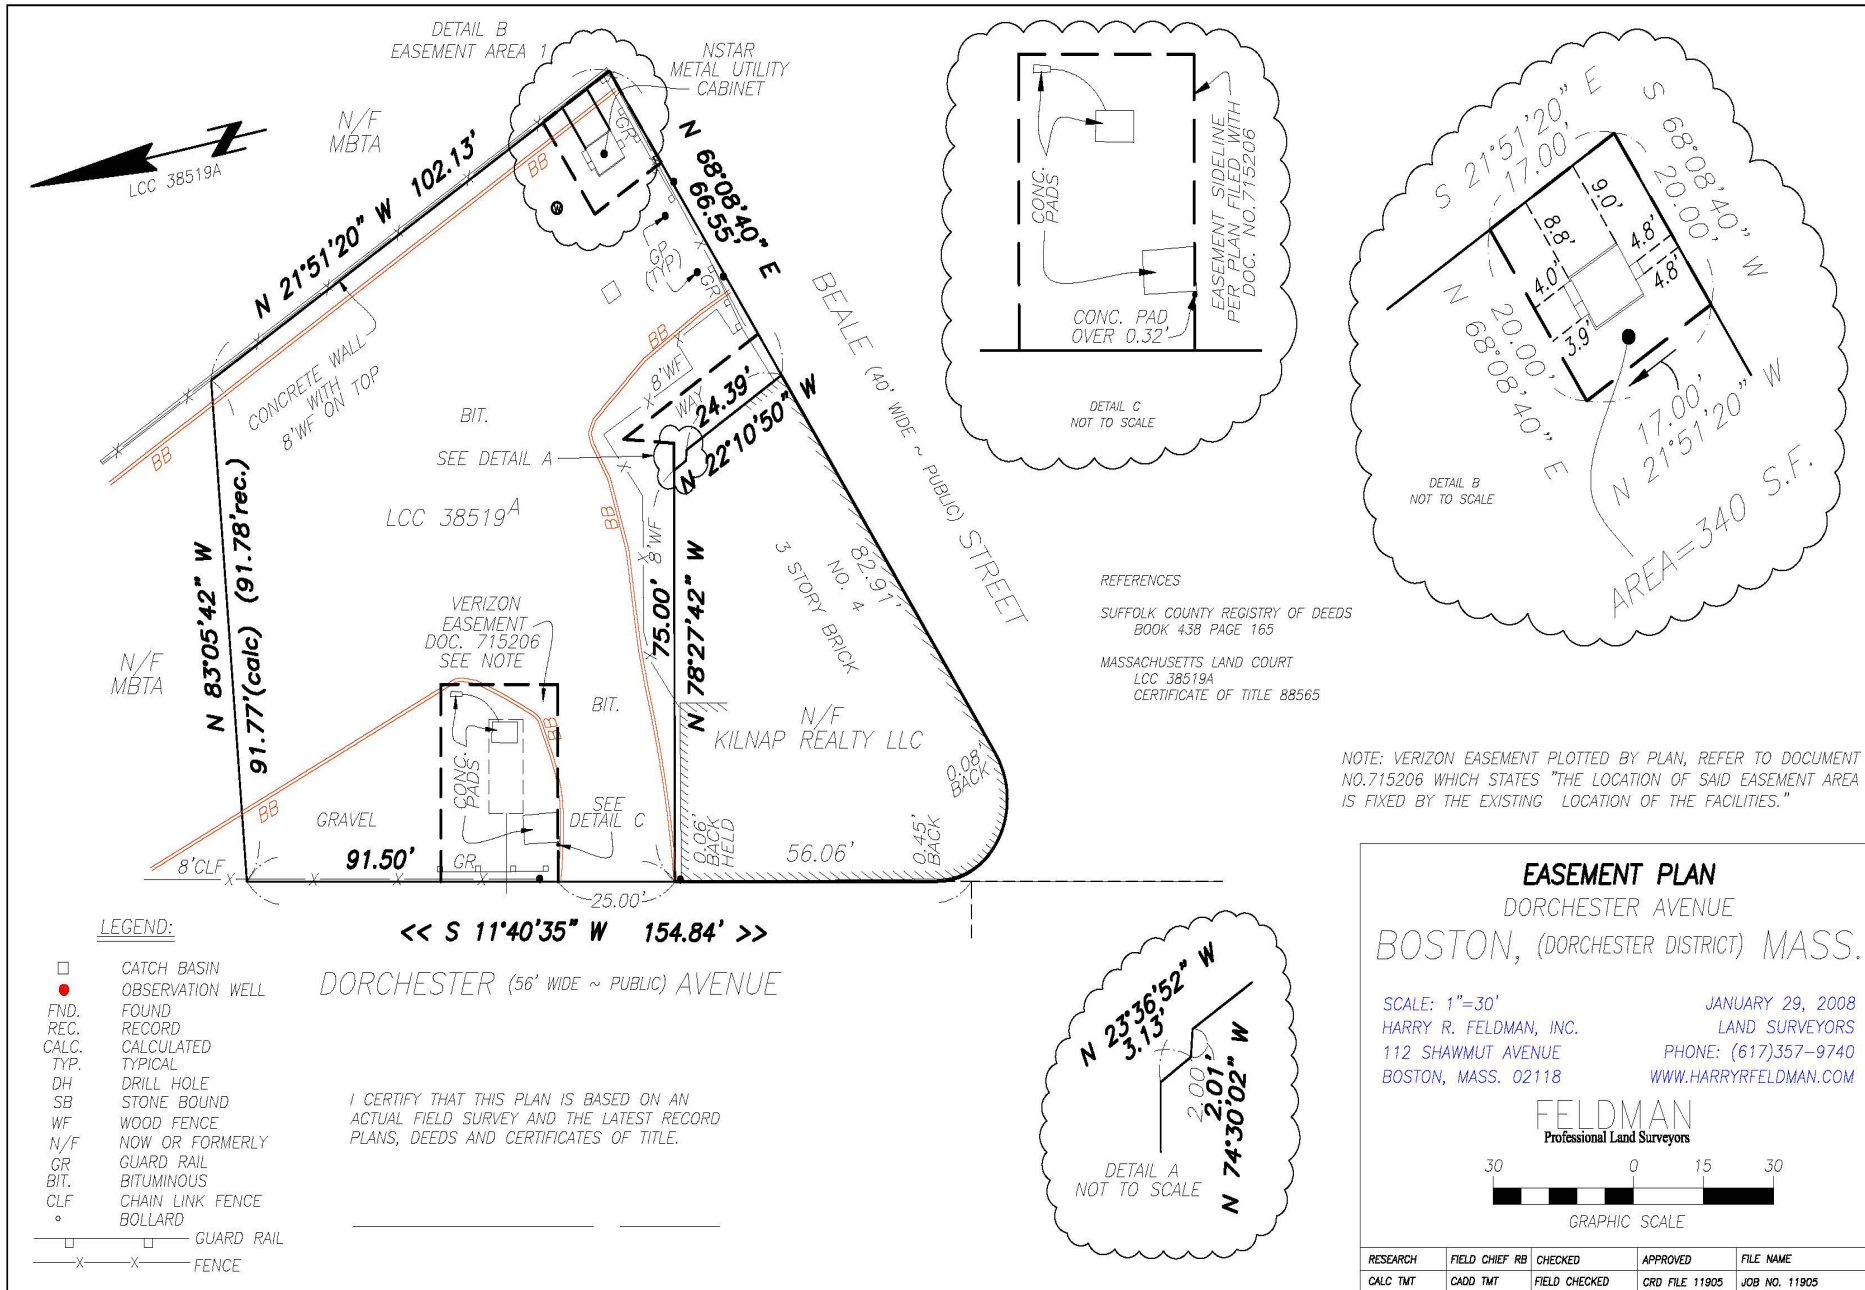 DETAIL B
EASEMENT AREA 1
NSTAR
METAL UTILITY
CABINET
N/F
MBTA
LCC 38519A
N 21°51'20" W 102.13'
BB
GR
W
N 68°08'40" E
66.55'
GP
(TYP)
GR
BB
BB
CONCRETE WALL
WITH
8'WF ON TOP
BIT.
8'WF
WAY
24.39'
N 22°10'50" W
SEE DETAIL A
BEALE (40' WIDE ~ PUBLIC) STREET
LCC 38519A
BB
8'WF
N 83°05'42" W
91.77'(calc) (91.78'rec.)
N/F
MBTA
VERIZON
EASEMENT
DOC. 715206
SEE NOTE
75.00'
N 78°27'42" W
82.91'
NO. 4
3 STORY BRICK
BIT.
BB
N/F
KILNAP REALTY LLC
CONC.
PADS
SEE
DETAIL C
BB
GRAVEL
0.06'
BACK
HELD
56.06'
0.45'
BACK
0.08'
BACK
8'CLF
91.50'
GR
25.00'
<< S 11°40'35" W 154.84' >>
DORCHESTER (56' WIDE ~ PUBLIC) AVENUE
CONC.
PADS
EASEMENT SIDELINE
PER PLAN FILED WITH
DOC. NO.715206
CONC. PAD
OVER 0.32'
DETAIL C
NOT TO SCALE
S 21°51'20" E
17.00'
S 68°08'40" W
20.00'
9.0'
8.8'
4.8'
4.8'
4.0'
3.9'
20.00'
N 68°08'40" E
17.00'
N 21°51'20" W
DETAIL B
NOT TO SCALE
AREA=340 S.F.
REFERENCES
SUFFOLK COUNTY REGISTRY OF DEEDS
BOOK 438 PAGE 165
MASSACHUSETTS LAND COURT
LCC 38519A
CERTIFICATE OF TITLE 88565
NOTE: VERIZON EASEMENT PLOTTED BY PLAN, REFER TO DOCUMENT
NO.715206 WHICH STATES "THE LOCATION OF SAID EASEMENT AREA
IS FIXED BY THE EXISTING LOCATION OF THE FACILITIES."
LEGEND:
CATCH BASIN
OBSERVATION WELL
FND. FOUND
REC. RECORD
CALC. CALCULATED
TYP. TYPICAL
DH DRILL HOLE
SB STONE BOUND
WF WOOD FENCE
N/F NOW OR FORMERLY
GR GUARD RAIL
BIT. BITUMINOUS
CLF CHAIN LINK FENCE
BOLLARD
GUARD RAIL
FENCE
I CERTIFY THAT THIS PLAN IS BASED ON AN
ACTUAL FIELD SURVEY AND THE LATEST RECORD
PLANS, DEEDS AND CERTIFICATES OF TITLE.
N 23°36'52" W
3.13'
2.00'
2.01'
N 74°30'02" W
DETAIL A
NOT TO SCALE
EASEMENT PLAN
DORCHESTER AVENUE
BOSTON, (DORCHESTER DISTRICT) MASS.
SCALE: 1"=30' JANUARY 29, 2008
HARRY R. FELDMAN, INC. LAND SURVEYORS
112 SHAWMUT AVENUE PHONE: (617)357-9740
BOSTON, MASS. 02118 WWW.HARRYRFELDMAN.COM
FELDMAN
Professional Land Surveyors
30 0 15 30
GRAPHIC SCALE
RESEARCH FIELD CHIEF RB CHECKED APPROVED FILE NAME
CALC TMT CADD TMT FIELD CHECKED CRD FILE 11905 JOB NO. 11905